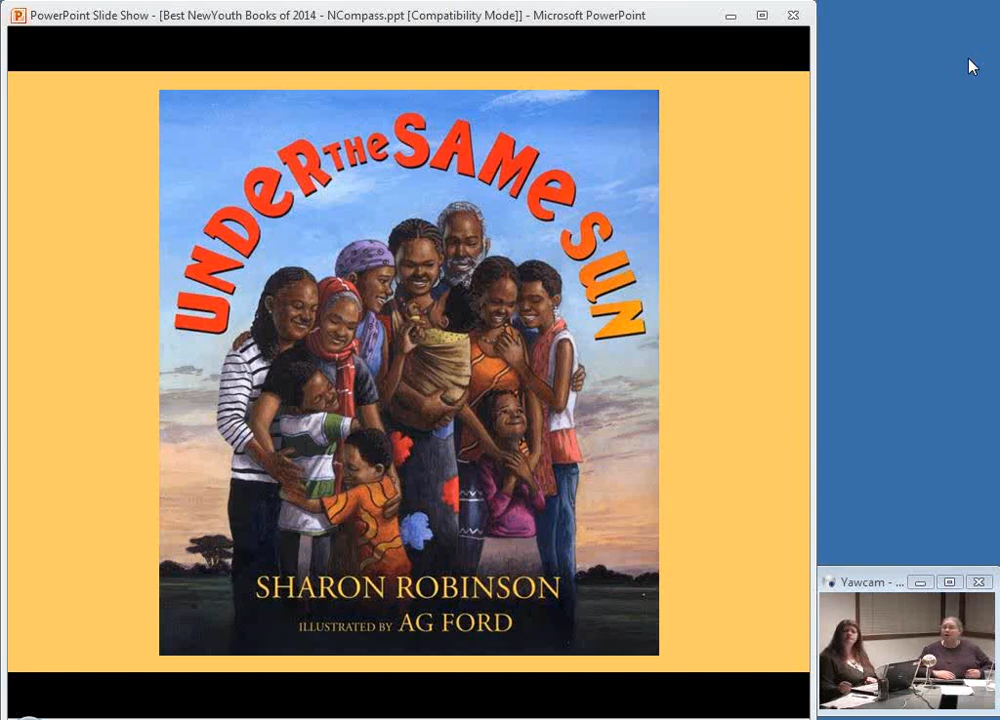 PowerPoint Slide Show - [Best NewYouth Books of 2014 - NCompass.ppt [Compatibility Mode]] - Microsoft PowerPoint
UNDER THE SAME SUN
SHARON ROBINSON
ILLUSTRATED BY AG FORD
Yawcam - ...